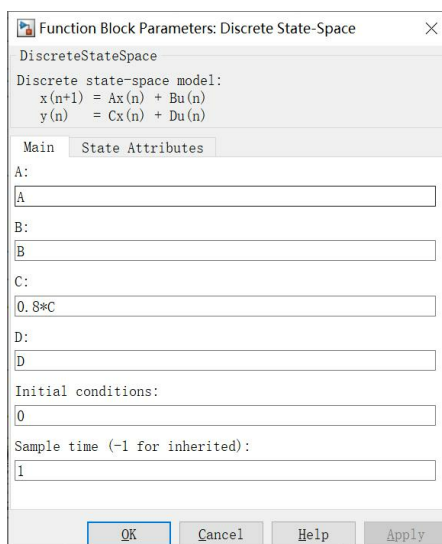 Function Block Parameters: Discrete State-Space
DiscreteStateSpace
Discrete state-space model:
x(n+1) = Ax(n) + Bu(n)
y(n) = Cx(n) + Du(n)
Main State Attributes
A:
A
B:
B
C:
0.8*C
D:
D
Initial conditions:
0
Sample time (-1 for inherited):
1
OK Cancel Help Apply